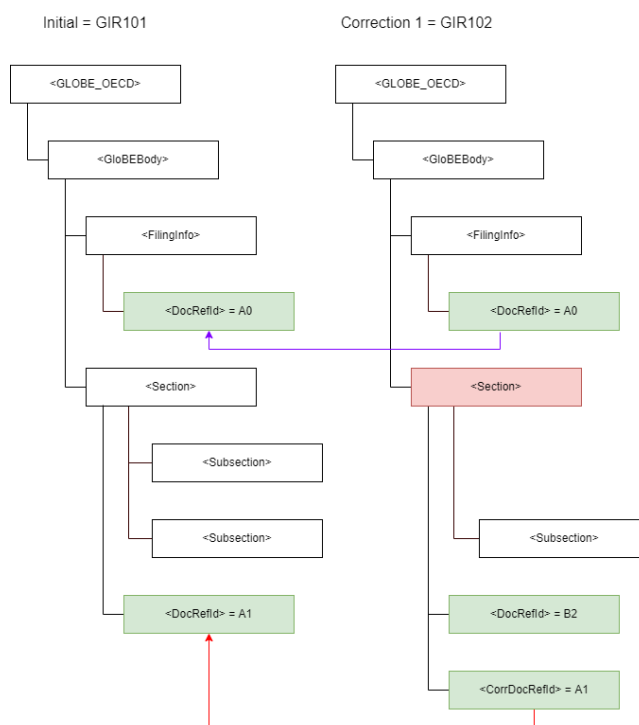 Initial = GIR101
Correction 1 = GIR102
<GLOBE_OECD>
<GLOBE_OECD>
<GloBEBody>
<GloBEBody>
<FilingInfo>
<FilingInfo>
<DocRefId> = A0
<DocRefId> = A0
<Section>
<Section>
<Subsection>
<Subsection>
<Subsection>
<DocRefId> = A1
<DocRefId> = B2
<CorrDocRefId> = A1